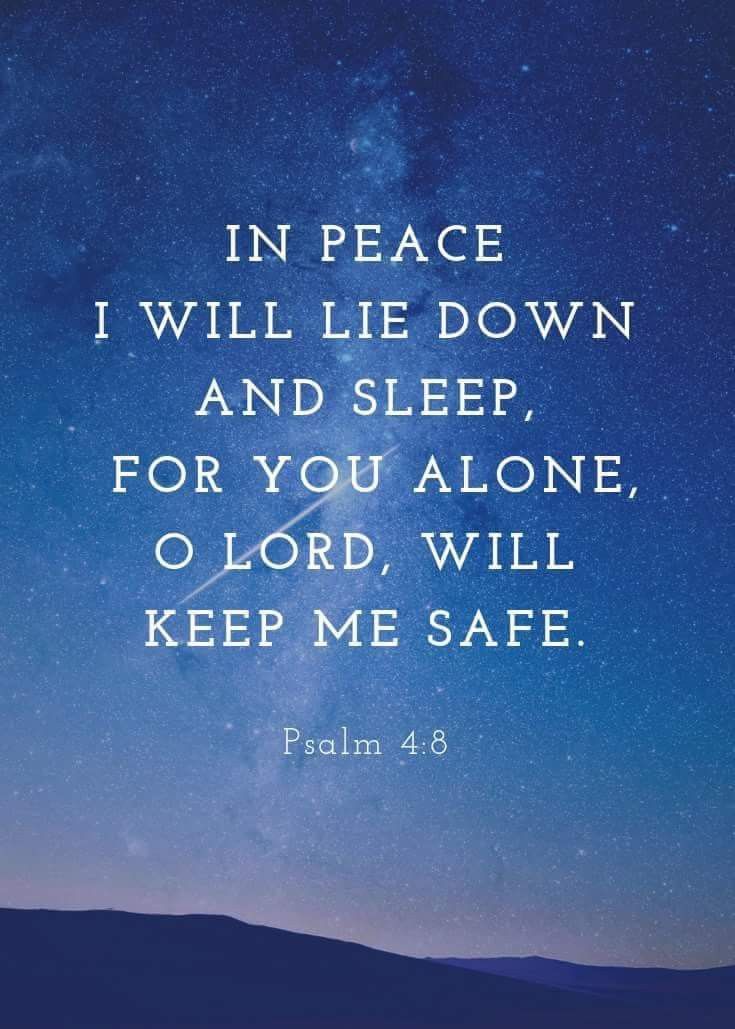 IN PEACE
I WILL LIE DOWN
AND SLEEP,
FOR YOU ALONE,
O LORD, WILL
KEEP ME SAFE.
Psalm 4:8